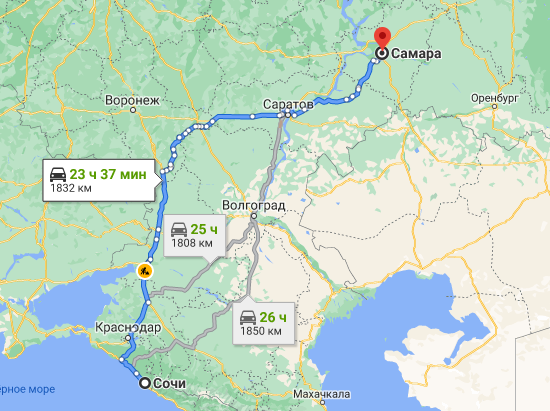 Самара
Оренбург
Воронеж
Саратов
23 ч 37 мин
1832 км
Волгоград
25 ч
1808 км
26 ч
1850 км
Краснодар
Сочи
ёрное море
Махачкала